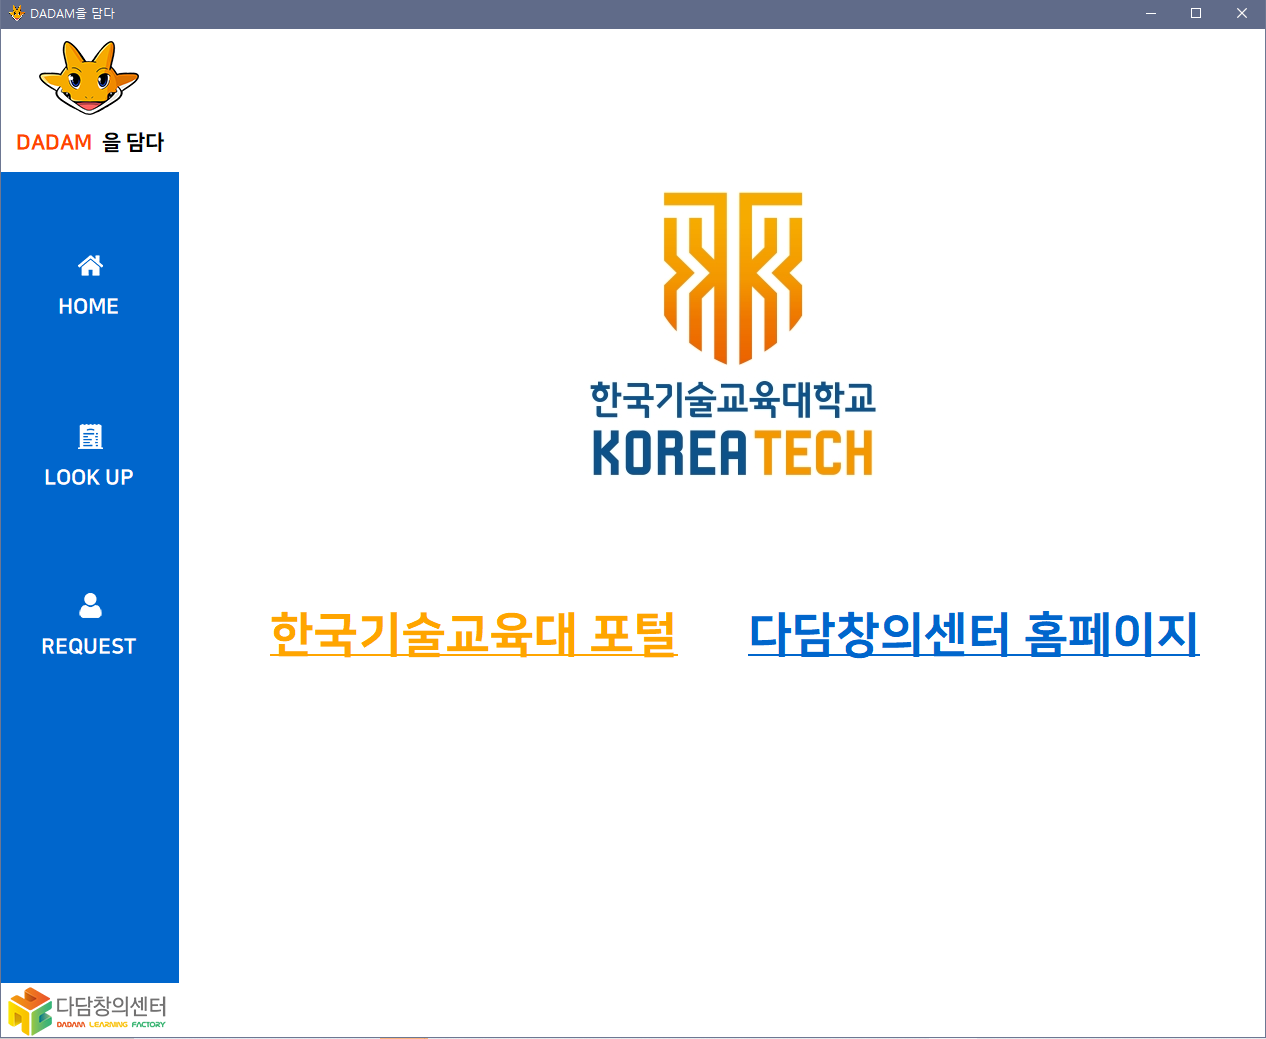 DADAM을 담다
DADAM 을 담다
HOME
LOOK UP
REQUEST
한국기술교육대학교
KOREATECH
한국기술교육대 포털
다담창의센터 홈페이지
다담창의센터
DADAM LEARNING FACTORY